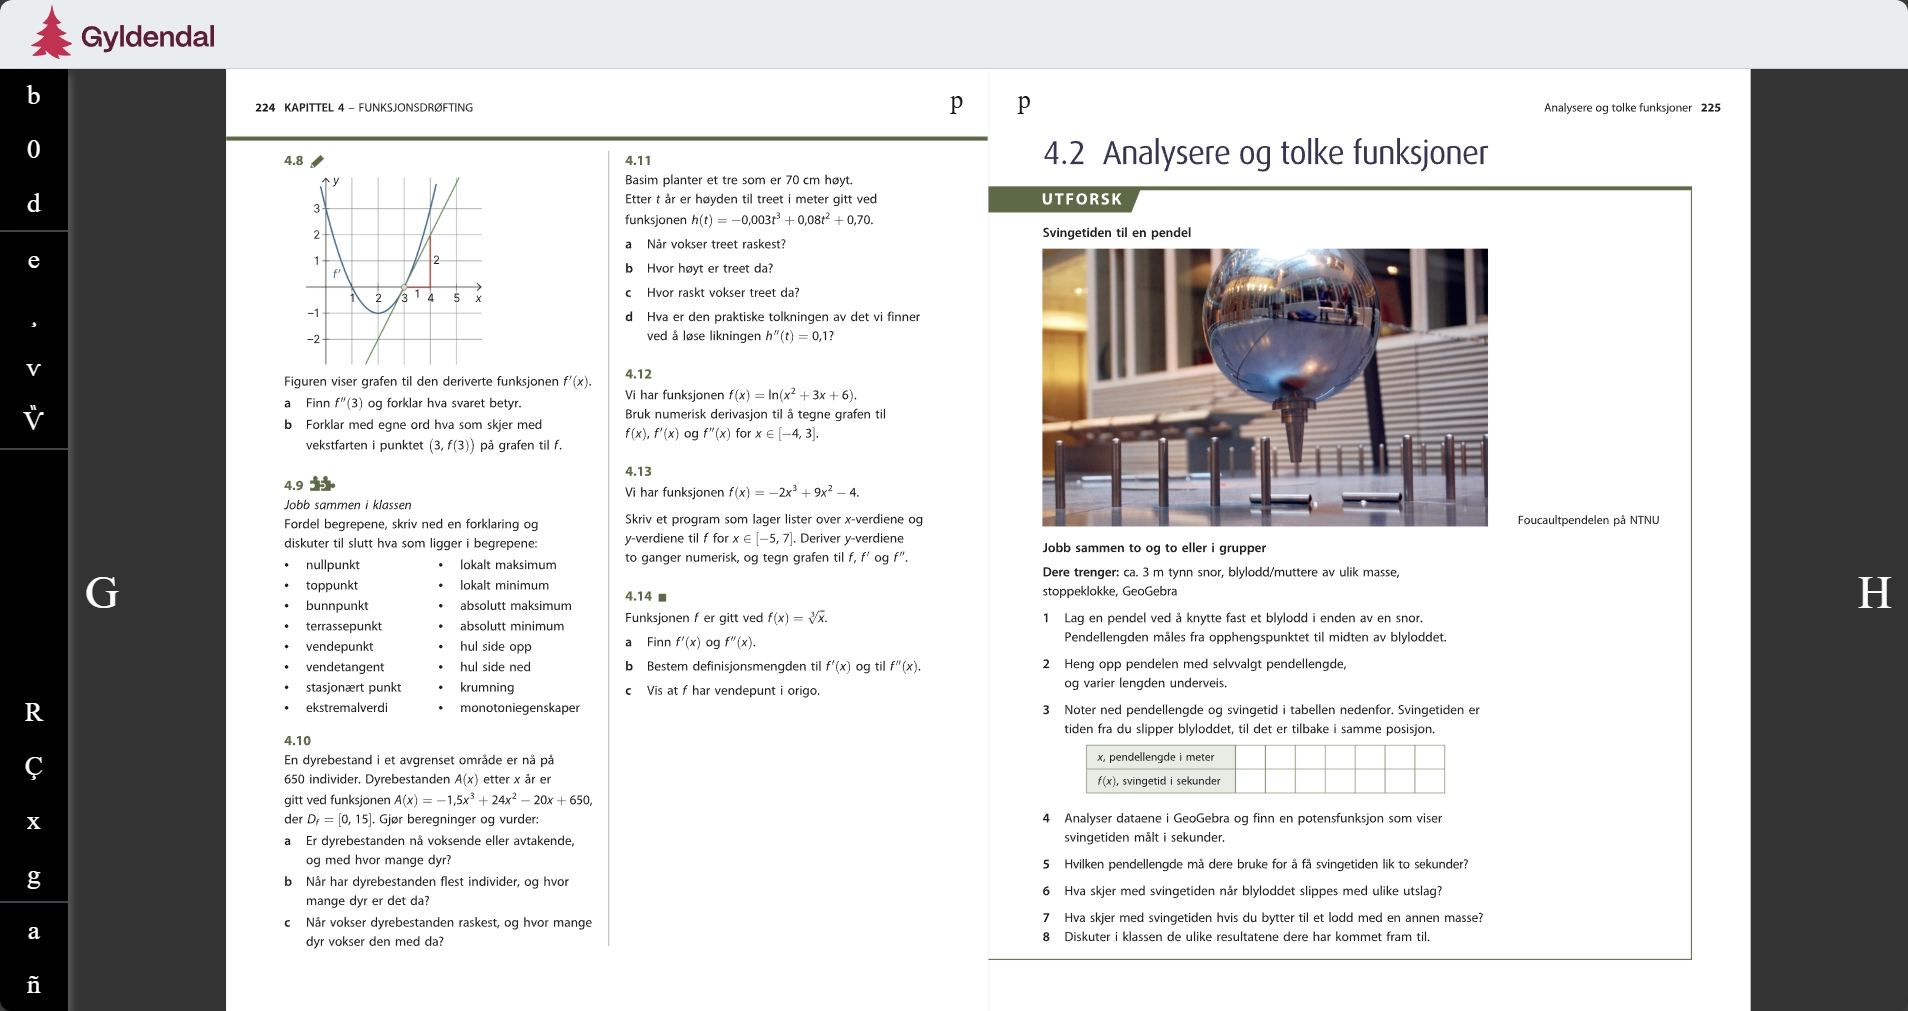 Gyldendal
b
0
d
e
¸
v
V̏
R
Ç
x
g
a
ñ
G
H
p
p
224 KAPITTEL 4 – FUNKSJONSDRØFTING
4.8
y
3
2
1
−1
−2
f′
1
2
3
4
5
x
1
2
Figuren viser grafen til den deriverte funksjonen f′(x).
a Finn f″(3) og forklar hva svaret betyr.
b Forklar med egne ord hva som skjer med
vekstfarten i punktet (3, f(3)) på grafen til f.
4.9
Jobb sammen i klassen
Fordel begrepene, skriv ned en forklaring og
diskuter til slutt hva som ligger i begrepene:
• nullpunkt
• toppunkt
• bunnpunkt
• terrassepunkt
• vendepunkt
• vendetangent
• stasjonært punkt
• ekstremalverdi
• lokalt maksimum
• lokalt minimum
• absolutt maksimum
• absolutt minimum
• hul side opp
• hul side ned
• krumning
• monotoniegenskaper
4.10
En dyrebestand i et avgrenset område er nå på
650 individer. Dyrebestanden A(x) etter x år er
gitt ved funksjonen A(x) = −1,5x³ + 24x² − 20x + 650,
der D_f = [0, 15]. Gjør beregninger og vurder:
a Er dyrebestanden nå voksende eller avtakende,
og med hvor mange dyr?
b Når har dyrebestanden flest individer, og hvor
mange dyr er det da?
c Når vokser dyrebestanden raskest, og hvor mange
dyr vokser den med da?
4.11
Basim planter et tre som er 70 cm høyt.
Etter t år er høyden til treet i meter gitt ved
funksjonen h(t) = −0,003t³ + 0,08t² + 0,70.
a Når vokser treet raskest?
b Hvor høyt er treet da?
c Hvor raskt vokser treet da?
d Hva er den praktiske tolkningen av det vi finner
ved å løse likningen h″(t) = 0,1?
4.12
Vi har funksjonen f(x) = ln(x² + 3x + 6).
Bruk numerisk derivasjon til å tegne grafen til
f(x), f′(x) og f″(x) for x ∈ [−4, 3].
4.13
Vi har funksjonen f(x) = −2x³ + 9x² − 4.
Skriv et program som lager lister over x-verdiene og
y-verdiene til f for x ∈ [−5, 7]. Deriver y-verdiene
to ganger numerisk, og tegn grafen til f, f′ og f″.
4.14 ■
Funksjonen f er gitt ved f(x) = ∛x.
a Finn f′(x) og f″(x).
b Bestem definisjonsmengden til f′(x) og til f″(x).
c Vis at f har vendepunt i origo.
Analysere og tolke funksjoner 225
4.2 Analysere og tolke funksjoner
UTFORSK
Svingetiden til en pendel
Foucaultpendelen på NTNU
Jobb sammen to og to eller i grupper
Dere trenger: ca. 3 m tynn snor, blylodd/muttere av ulik masse,
stoppeklokke, GeoGebra
1 Lag en pendel ved å knytte fast et blylodd i enden av en snor.
Pendellengden måles fra opphengspunktet til midten av blyloddet.
2 Heng opp pendelen med selvvalgt pendellengde,
og varier lengden underveis.
3 Noter ned pendellengde og svingetid i tabellen nedenfor. Svingetiden er
tiden fra du slipper blyloddet, til det er tilbake i samme posisjon.
x, pendellengde i meter
f(x), svingetid i sekunder
4 Analyser dataene i GeoGebra og finn en potensfunksjon som viser
svingetiden målt i sekunder.
5 Hvilken pendellengde må dere bruke for å få svingetiden lik to sekunder?
6 Hva skjer med svingetiden når blyloddet slippes med ulike utslag?
7 Hva skjer med svingetiden hvis du bytter til et lodd med en annen masse?
8 Diskuter i klassen de ulike resultatene dere har kommet fram til.